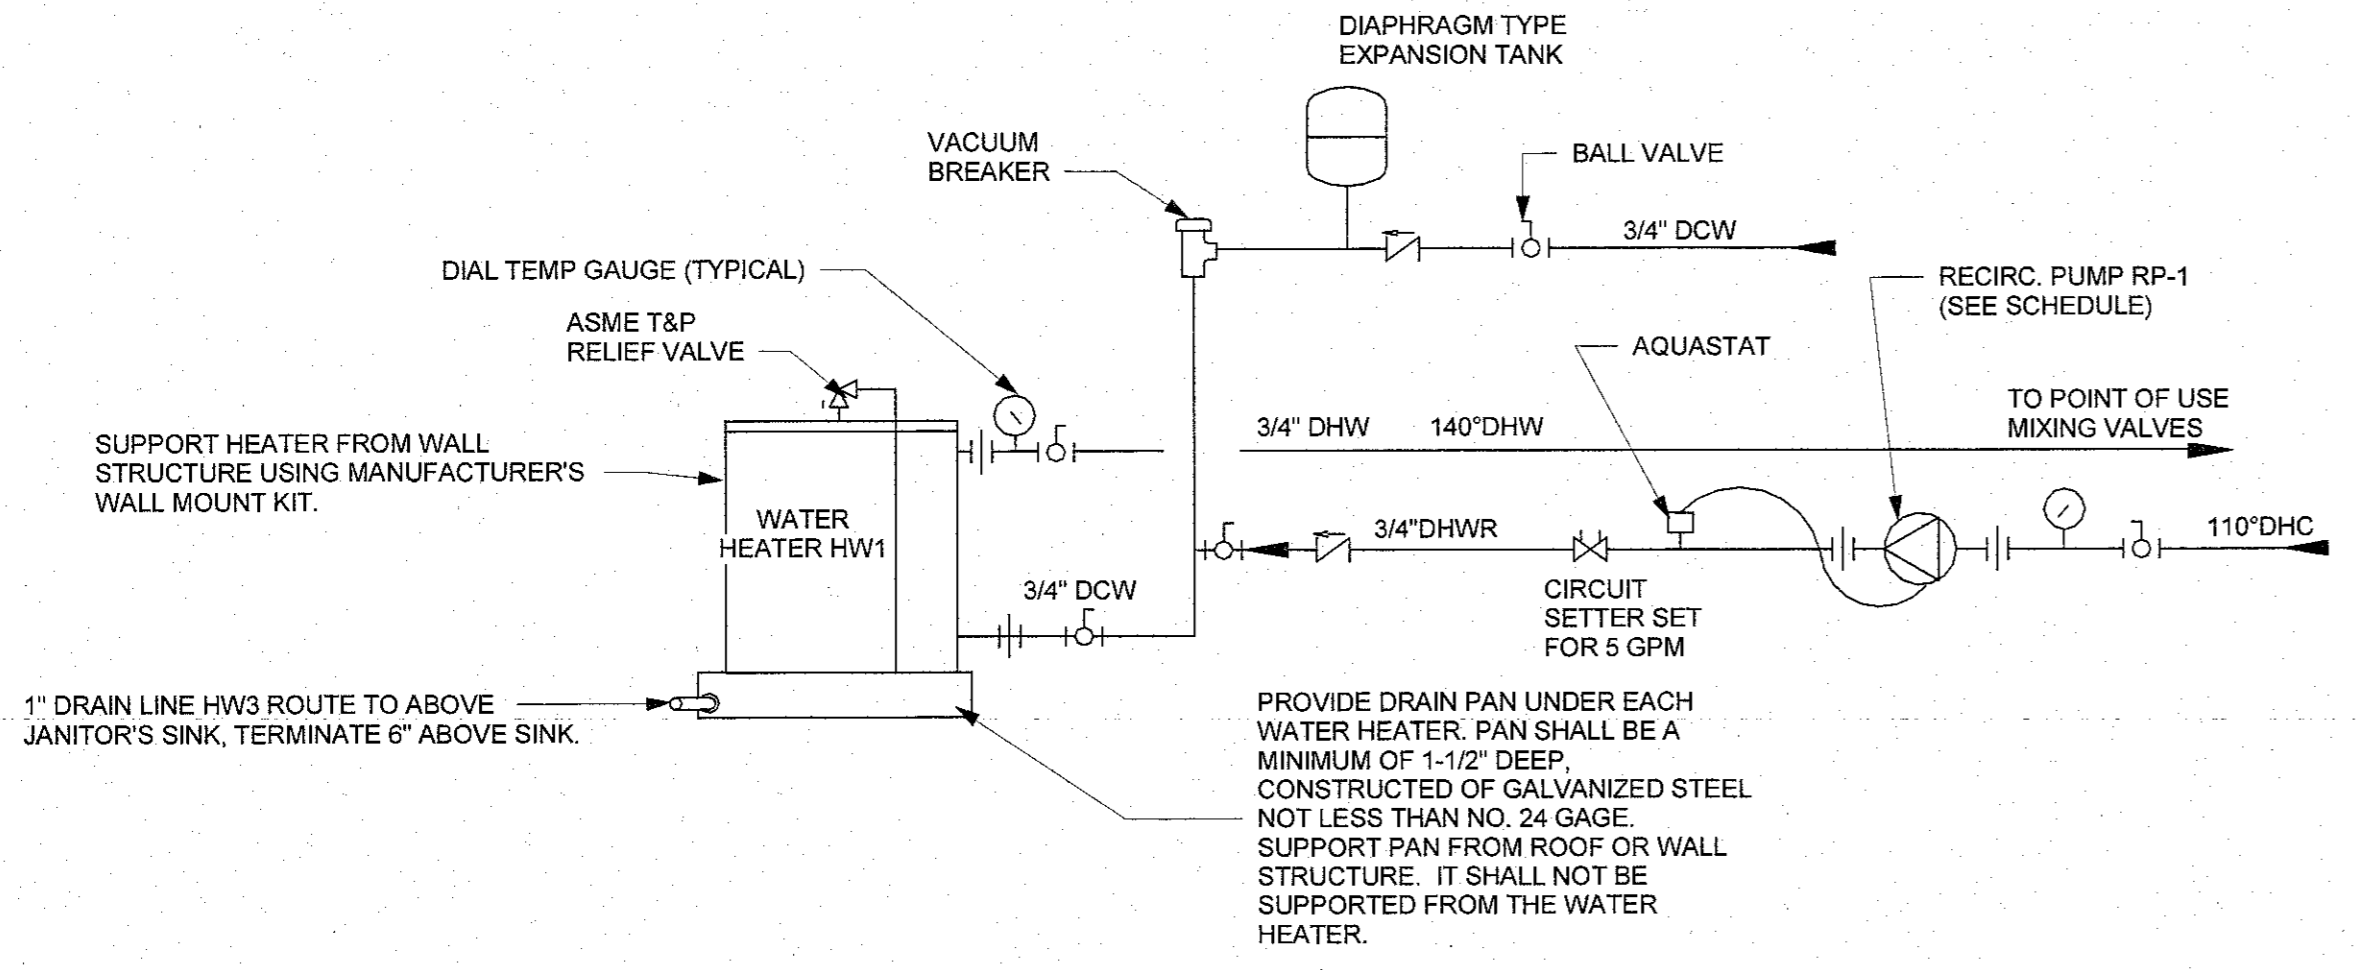 DIAPHRAGM TYPE
EXPANSION TANK
VACUUM
BREAKER
BALL VALVE
3/4" DCW
DIAL TEMP GAUGE (TYPICAL)
RECIRC. PUMP RP-1
(SEE SCHEDULE)
ASME T&P
RELIEF VALVE
AQUASTAT
TO POINT OF USE
MIXING VALVES
3/4" DHW
140°DHW
SUPPORT HEATER FROM WALL
STRUCTURE USING MANUFACTURER'S
WALL MOUNT KIT.
WATER
HEATER HW1
3/4"DHWR
110°DHC
3/4" DCW
CIRCUIT
SETTER SET
FOR 5 GPM
1" DRAIN LINE HW3 ROUTE TO ABOVE
JANITOR'S SINK, TERMINATE 6" ABOVE SINK.
PROVIDE DRAIN PAN UNDER EACH
WATER HEATER. PAN SHALL BE A
MINIMUM OF 1-1/2" DEEP,
CONSTRUCTED OF GALVANIZED STEEL
NOT LESS THAN NO. 24 GAGE.
SUPPORT PAN FROM ROOF OR WALL
STRUCTURE. IT SHALL NOT BE
SUPPORTED FROM THE WATER
HEATER.